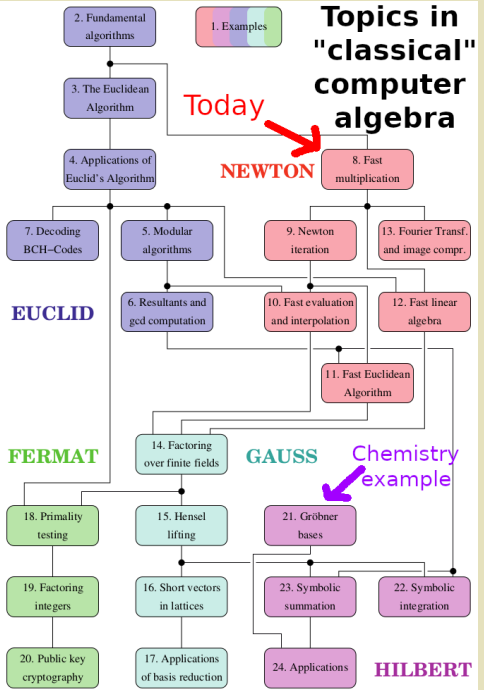 Topics in
"classical"
computer
algebra
2. Fundamental
algorithms
1. Examples
3. The Euclidean
Algorithm
Today
4. Applications of
Euclid's Algorithm
NEWTON
8. Fast
multiplication
7. Decoding
BCH−Codes
5. Modular
algorithms
9. Newton
iteration
13. Fourier Transf.
and image compr.
EUCLID
6. Resultants and
gcd computation
10. Fast evaluation
and interpolation
12. Fast linear
algebra
11. Fast Euclidean
Algorithm
FERMAT
14. Factoring
over finite fields
GAUSS
Chemistry
example
18. Primality
testing
15. Hensel
lifting
21. Gröbner
bases
19. Factoring
integers
16. Short vectors
in lattices
23. Symbolic
summation
22. Symbolic
integration
20. Public key
cryptography
17. Applications
of basis reduction
24. Applications
HILBERT